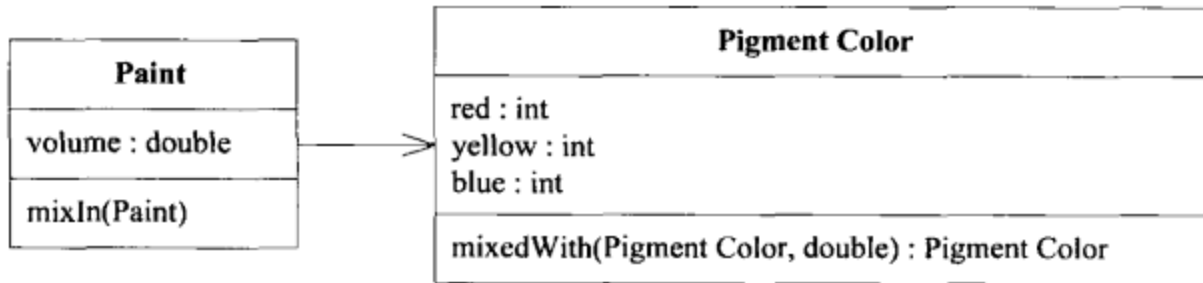 Paint
volume : double
mixIn(Paint)
Pigment Color
red : int
yellow : int
blue : int
mixedWith(Pigment Color, double) : Pigment Color